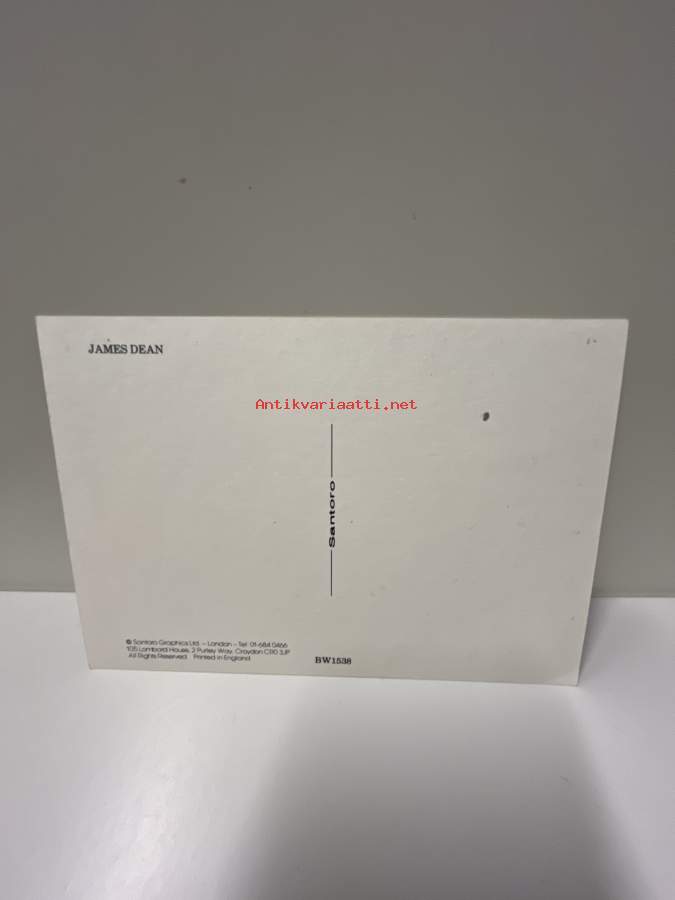 JAMES DEAN
Antikvariaatti.net
Santoro
© Santoro Graphics Ltd. – London – Tel: 01-684 0466
105 Lombard House, 2 Purley Way, Croydon CR0 3JP
All Rights Reserved. Printed in England
BW1538